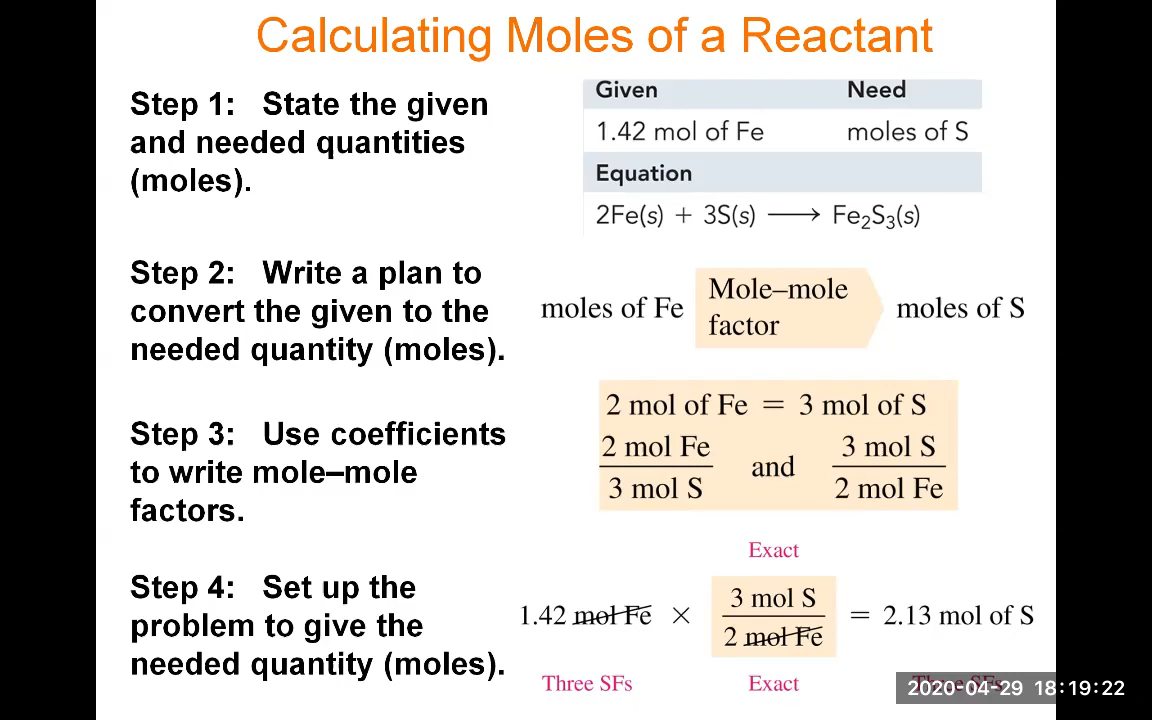 Calculating Moles of a Reactant
Step 1: State the given
and needed quantities
(moles).
Given Need
1.42 mol of Fe moles of S
Equation
2Fe(s) + 3S(s) ⟶ Fe₂S₃(s)
Step 2: Write a plan to
convert the given to the
needed quantity (moles).
moles of Fe Mole–mole factor moles of S
Step 3: Use coefficients
to write mole–mole
factors.
2 mol of Fe = 3 mol of S
2 mol Fe and 3 mol S
3 mol S 2 mol Fe
Step 4: Set up the
problem to give the
needed quantity (moles).
Exact
3 mol S
1.42 mol Fe × = 2.13 mol of S
2 mol Fe
Three SFs Exact Three SFs
2020-04-29 18:19:22